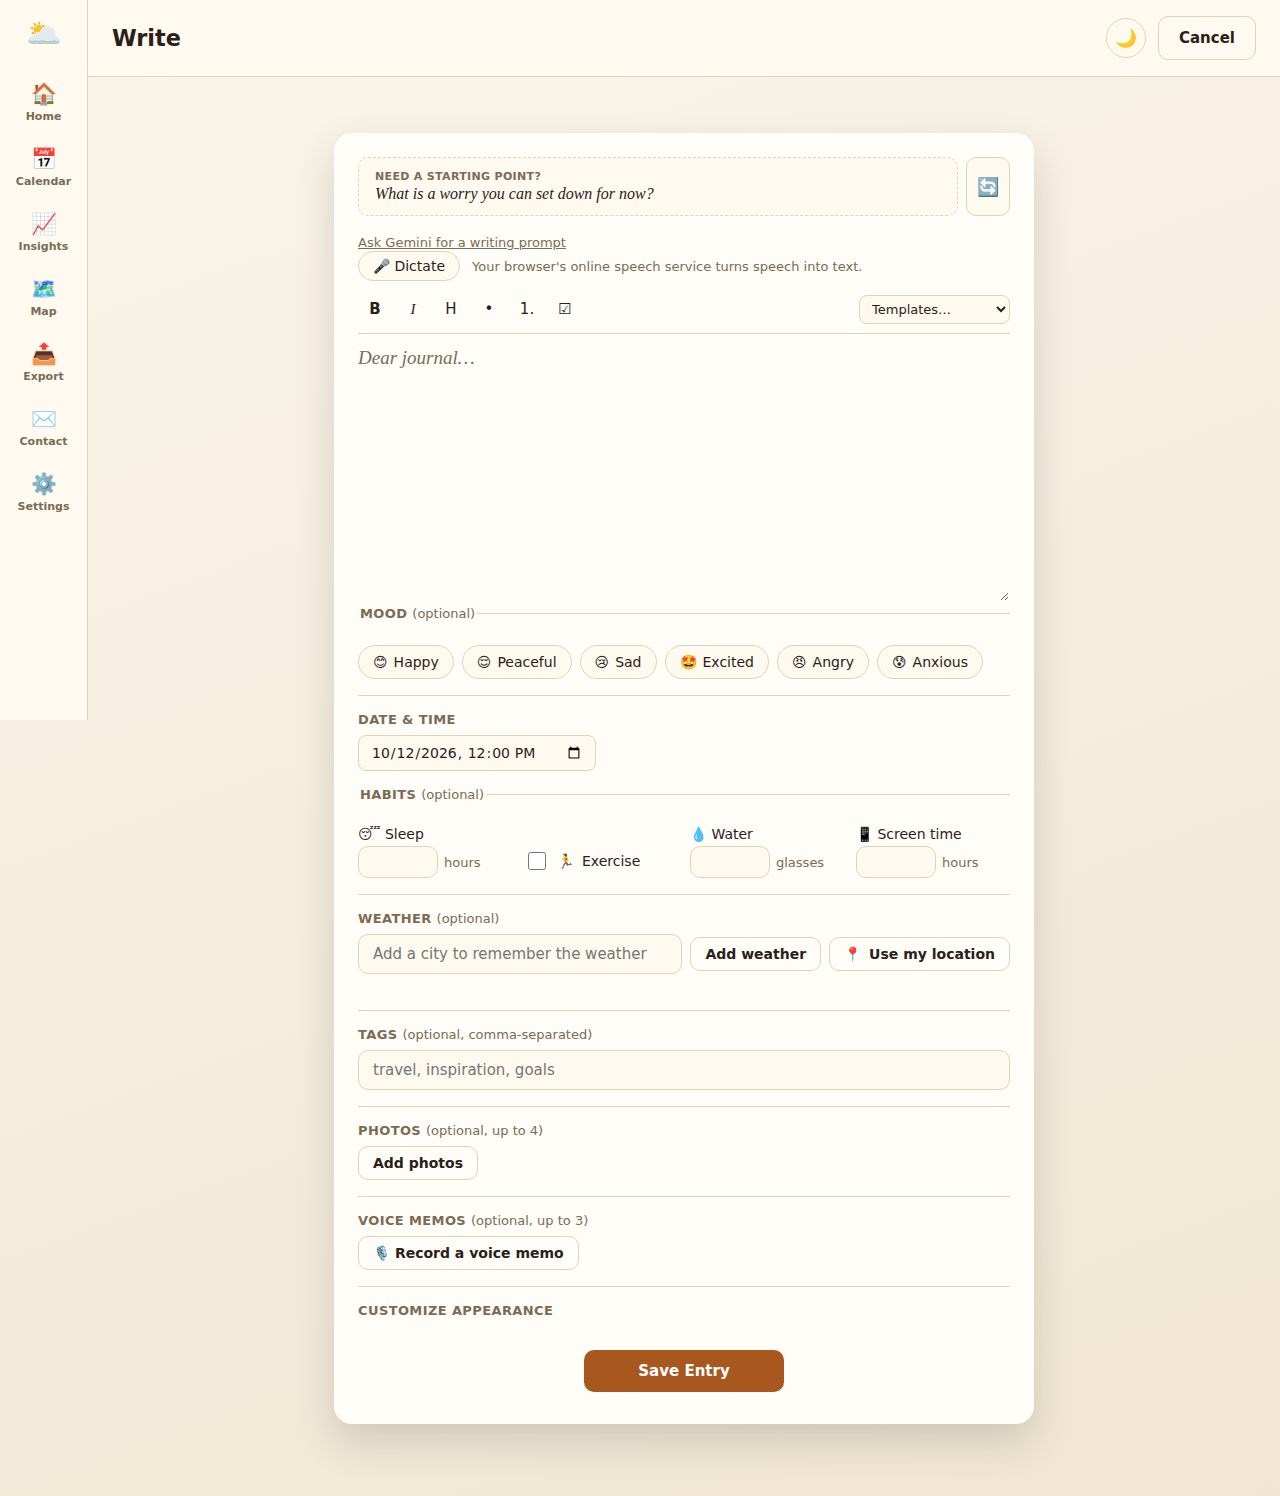 Write
Cancel
Home
Calendar
Insights
Map
Export
Contact
Settings
NEED A STARTING POINT?
What is a worry you can set down for now?
Ask Gemini for a writing prompt
Dictate
Your browser's online speech service turns speech into text.
B I H • 1. ☑
Templates...
Dear journal...
MOOD (optional)
Happy
Peaceful
Sad
Excited
Angry
Anxious
DATE & TIME
10/12/2026, 12:00 PM
HABITS (optional)
Sleep
hours
Exercise
Water
glasses
Screen time
hours
WEATHER (optional)
Add a city to remember the weather
Add weather
Use my location
TAGS (optional, comma-separated)
travel, inspiration, goals
PHOTOS (optional, up to 4)
Add photos
VOICE MEMOS (optional, up to 3)
Record a voice memo
CUSTOMIZE APPEARANCE
Save Entry